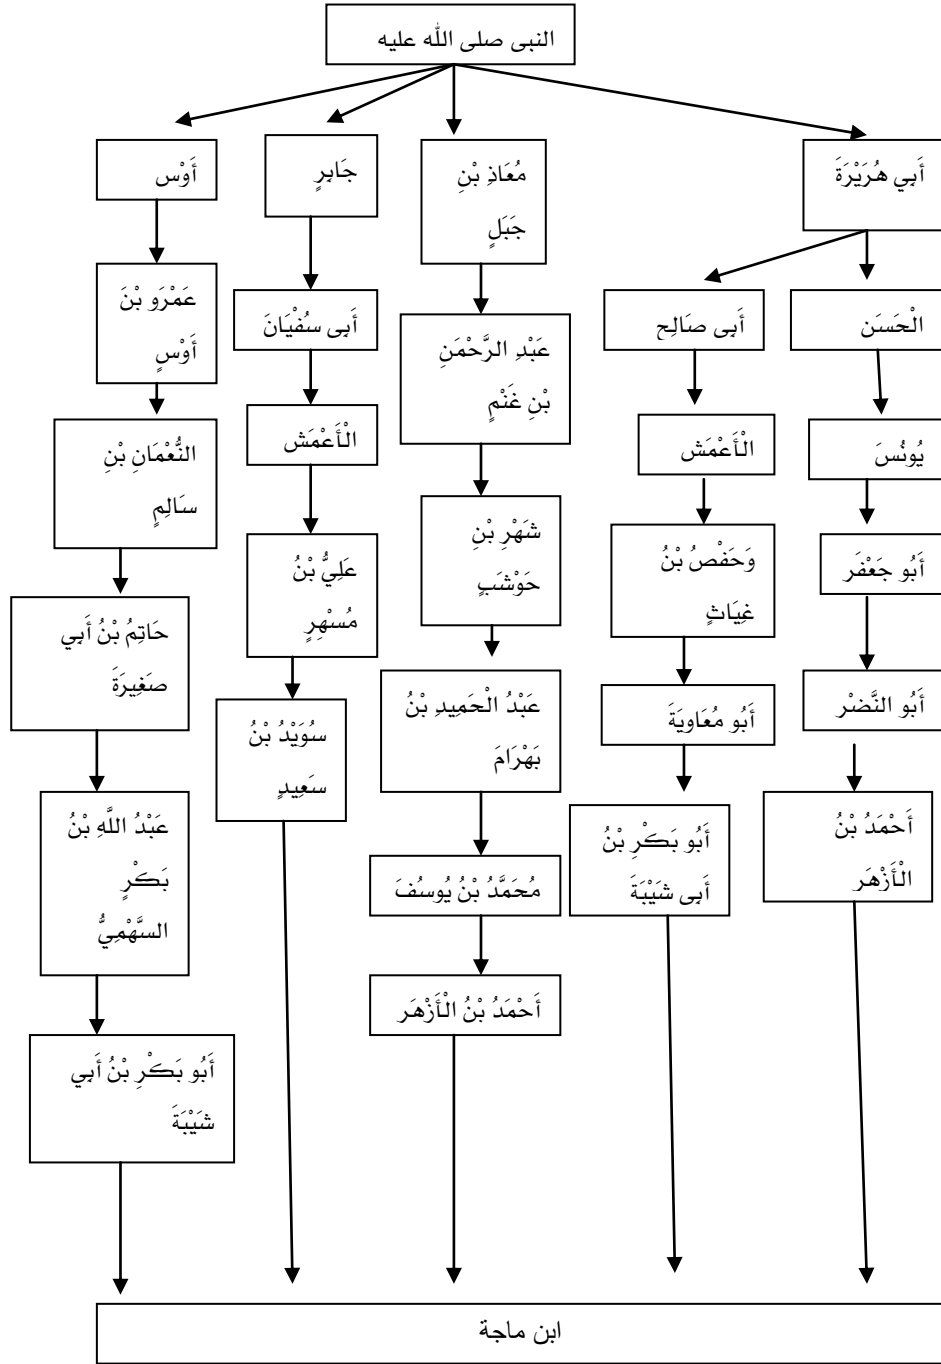 النبى صلى الله عليه
أَبِي هُرَيْرَةَ
مُعَاذِ بْنِ
جَبَلٍ
جَابِرٍ
أَوْس
الْحَسَن
أَبِى صَالِح
عَبْدِ الرَّحْمَنِ
بْنِ غَنْمٍ
أَبِى سُفْيَانَ
عَمْرَو بْنَ
أَوْسٍ
يُونُسَ
الْأَعْمَش
شَهْرِ بْنِ
حَوْشَبٍ
الْأَعْمَش
النُّعْمَانِ بْنِ
سَالِمٍ
أَبُو جَعْفَر
وَحَفْصُ بْنُ
غِيَاثٍ
عَبْدُ الْحَمِيدِ بْنُ
بَهْرَامَ
عَلِيُّ بْنُ
مُسْهِرٍ
حَاتِمُ بْنُ أَبِي
صَغِيرَةَ
أَبُو النَّضْر
أَبُو مُعَاوِيَةَ
مُحَمَّدُ بْنُ يُوسُفَ
سُوَيْدُ بْنُ
سَعِيدٍ
عَبْدُ اللَّهِ بْنُ
بَكْرٍ
السَّهْمِيُّ
أَحْمَدُ بْنُ
الْأَزْهَر
أَبُو بَكْرِ بْنُ
أَبِى شَيْبَةَ
أَحْمَدُ بْنُ الْأَزْهَر
أَبُو بَكْرِ بْنُ أَبِي
شَيْبَةَ
ابن ماجة